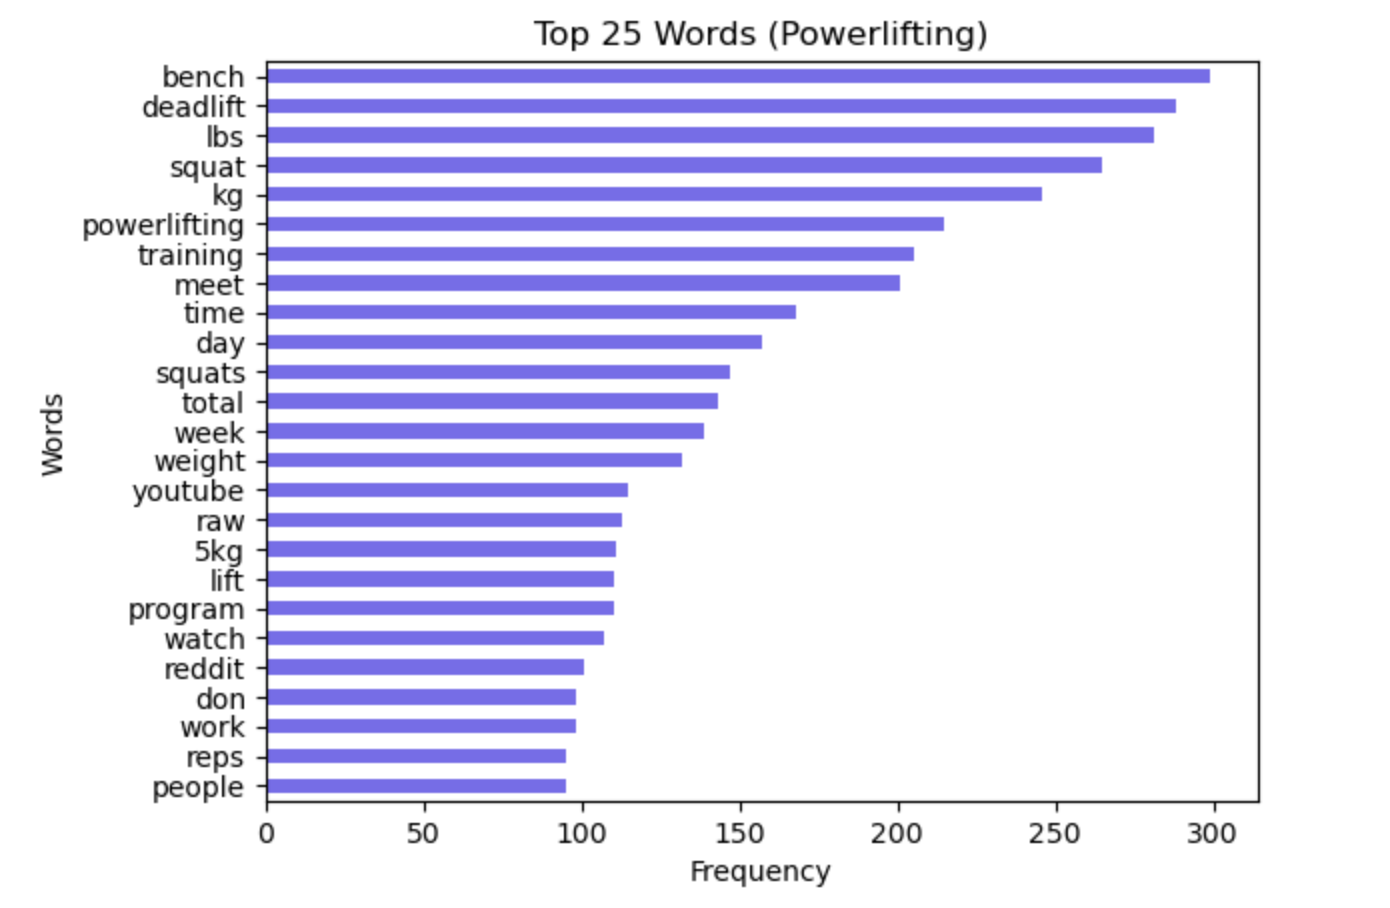 Top 25 Words (Powerlifting)
bench
deadlift
lbs
squat
kg
powerlifting
training
meet
time
day
squats
total
week
weight
youtube
raw
5kg
lift
program
watch
reddit
don
work
reps
people
Words
0 50 100 150 200 250 300
Frequency